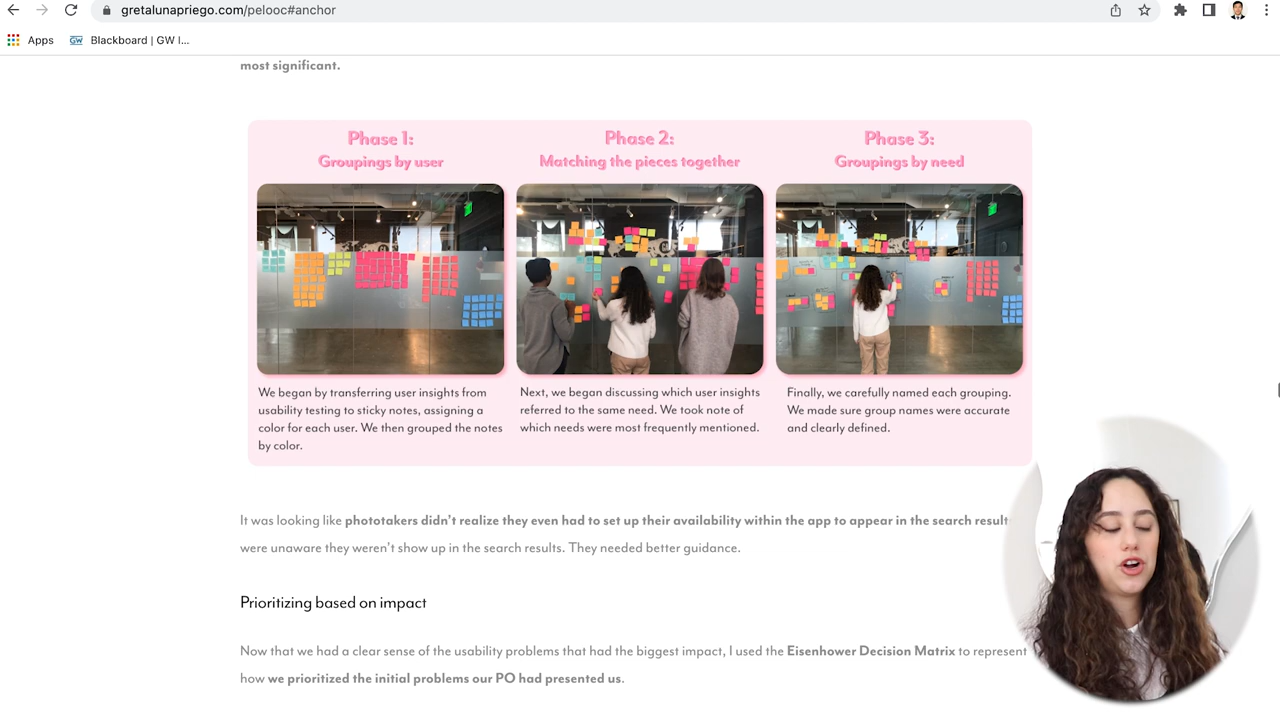 gretalunapriego.com/pelooc#anchor
Apps
GW
Blackboard | GW I...
most significant.
Phase 1:
Groupings by user
Phase 2:
Matching the pieces together
Phase 3:
Groupings by need
We began by transferring user insights from
usability testing to sticky notes, assigning a
color for each user. We then grouped the notes
by color.
Next, we began discussing which user insights
referred to the same need. We took note of
which needs were most frequently mentioned.
Finally, we carefully named each grouping.
We made sure group names were accurate
and clearly defined.
It was looking like phototakers didn't realize they even had to set up their availability within the app to appear in the search result
were unaware they weren't show up in the search results. They needed better guidance.
Prioritizing based on impact
Now that we had a clear sense of the usability problems that had the biggest impact, I used the Eisenhower Decision Matrix to represent
how we prioritized the initial problems our PO had presented us.